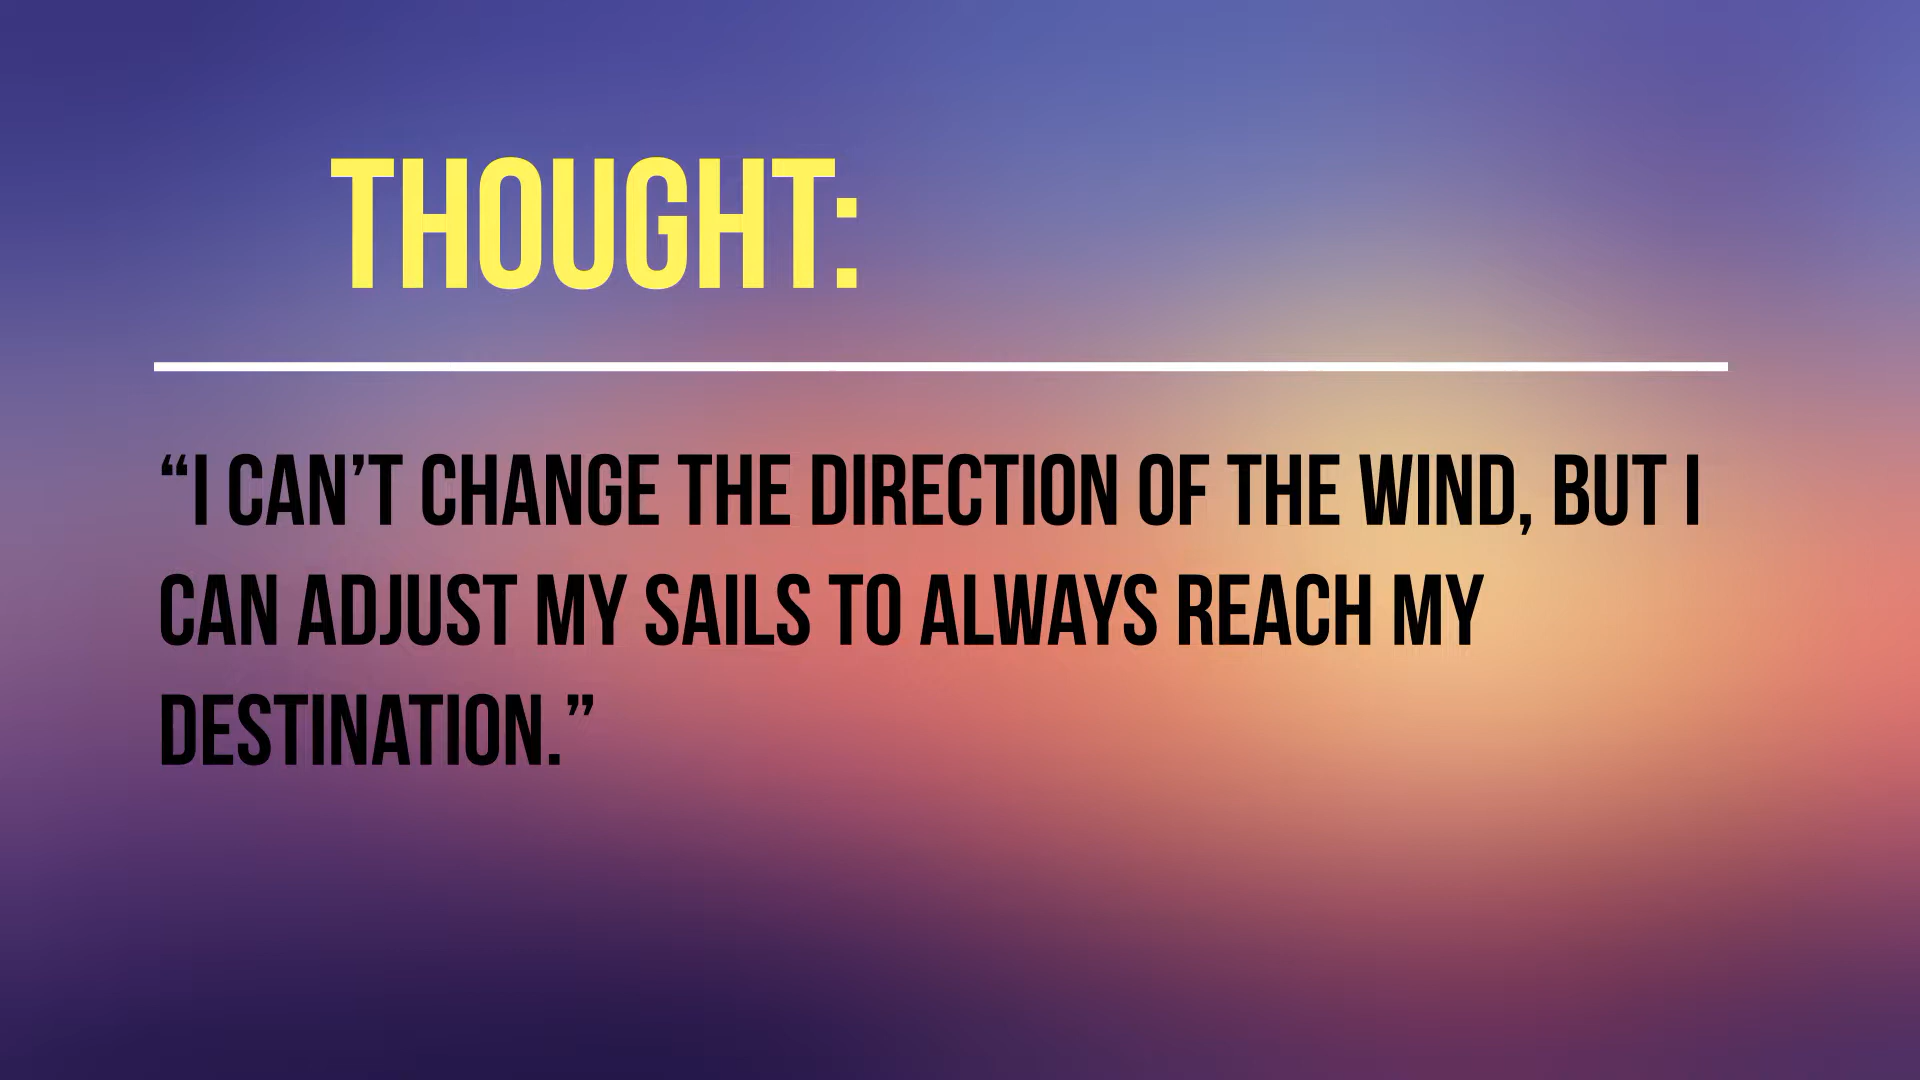 THOUGHT:
“I CAN’T CHANGE THE DIRECTION OF THE WIND, BUT I
CAN ADJUST MY SAILS TO ALWAYS REACH MY
DESTINATION.”